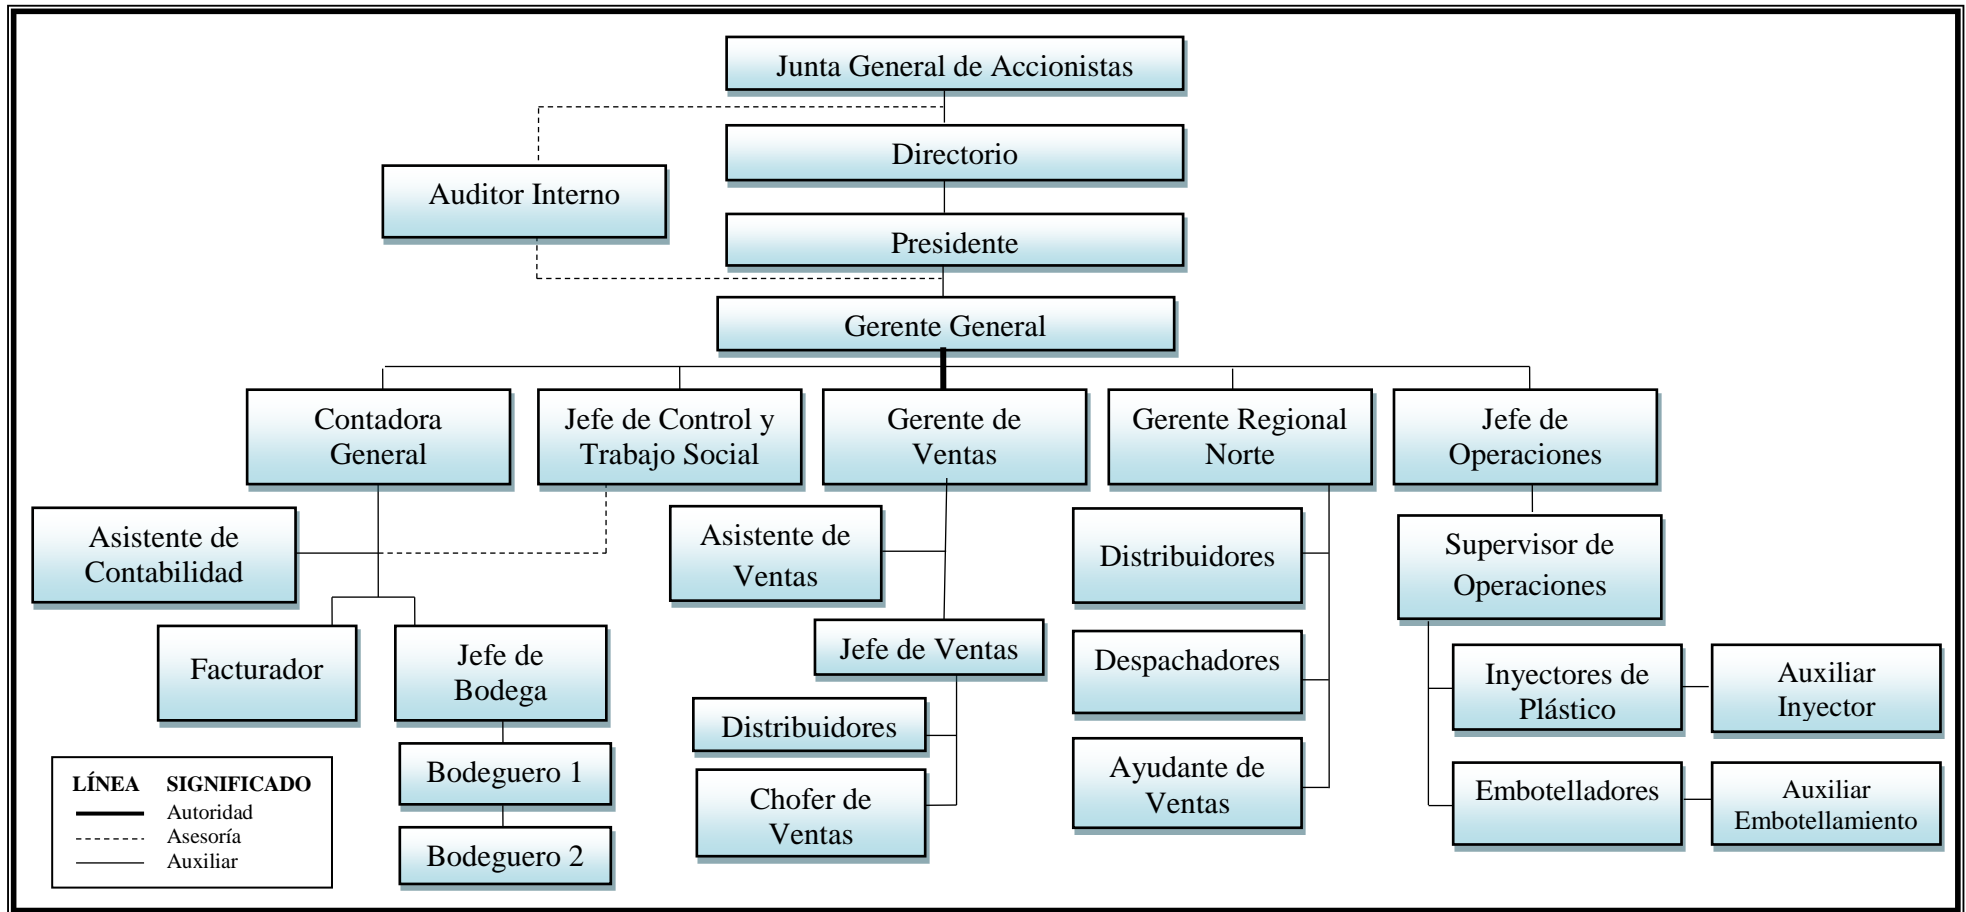 Junta General de Accionistas
Directorio
Auditor Interno
Presidente
Gerente General
Contadora
General
Jefe de Control y
Trabajo Social
Gerente de
Ventas
Gerente Regional
Norte
Jefe de
Operaciones
Asistente de
Contabilidad
Asistente de
Ventas
Distribuidores
Supervisor de
Operaciones
Facturador
Jefe de
Bodega
Jefe de Ventas
Despachadores
Inyectores de
Plástico
Auxiliar
Inyector
Distribuidores
Bodeguero 1
Chofer de
Ventas
Ayudante de
Ventas
Embotelladores
Auxiliar
Embotellamiento
Bodeguero 2
LÍNEA SIGNIFICADO
Autoridad
Asesoría
Auxiliar